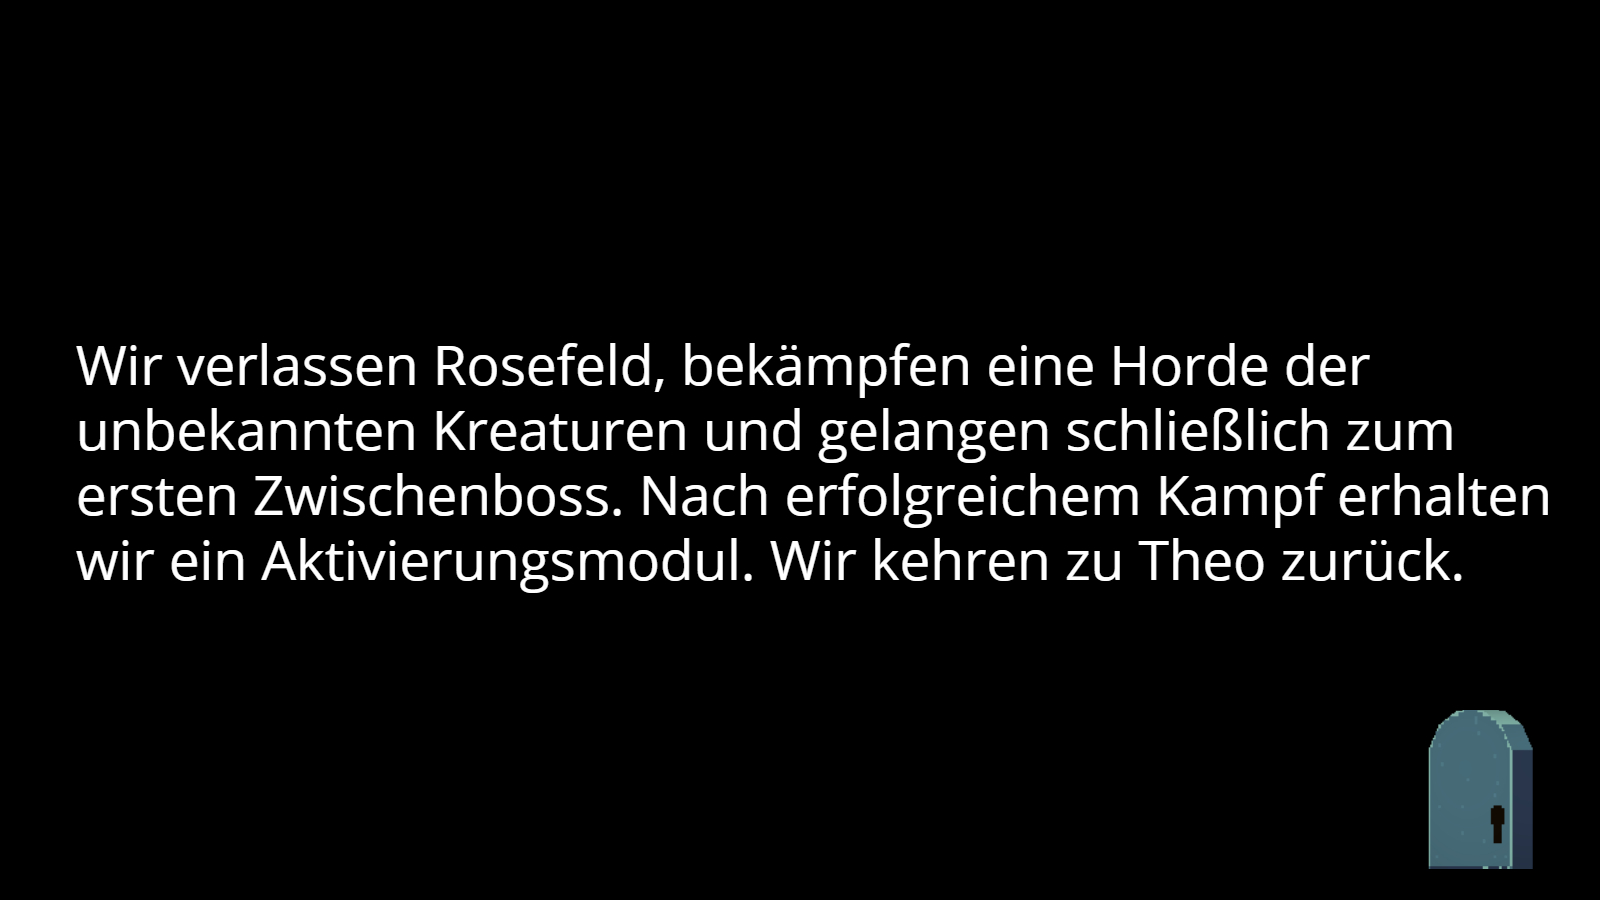 Wir verlassen Rosefeld, bekämpfen eine Horde der
unbekannten Kreaturen und gelangen schließlich zum
ersten Zwischenboss. Nach erfolgreichem Kampf erhalten
wir ein Aktivierungsmodul. Wir kehren zu Theo zurück.